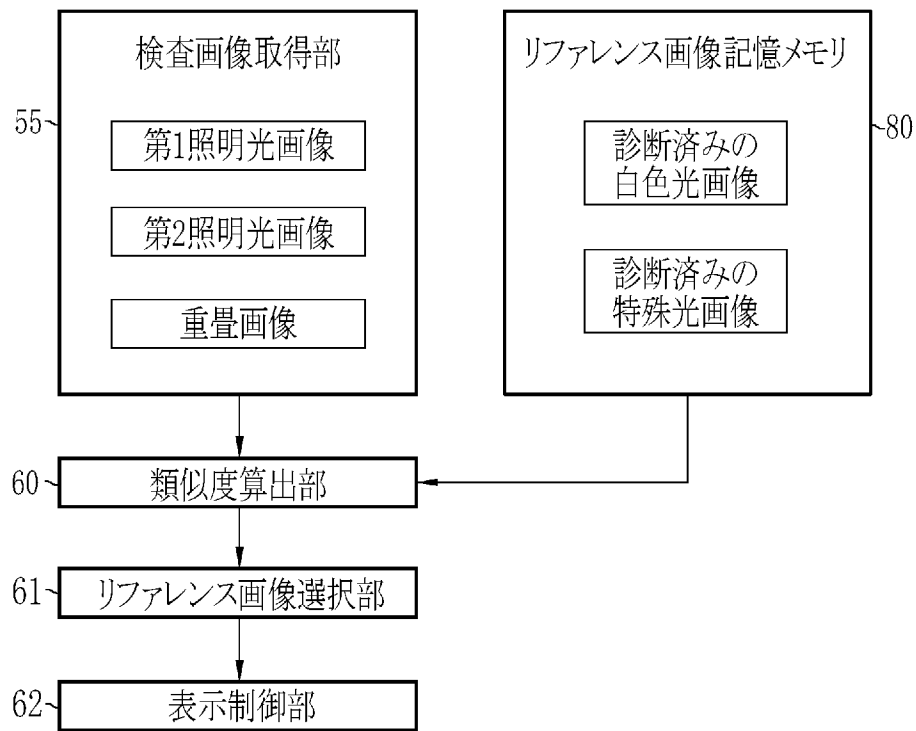 検査画像取得部
55
第1照明光画像
第2照明光画像
重畳画像
リファレンス画像記憶メモリ
80
診断済みの
白色光画像
診断済みの
特殊光画像
60
類似度算出部
61
リファレンス画像選択部
62
表示制御部